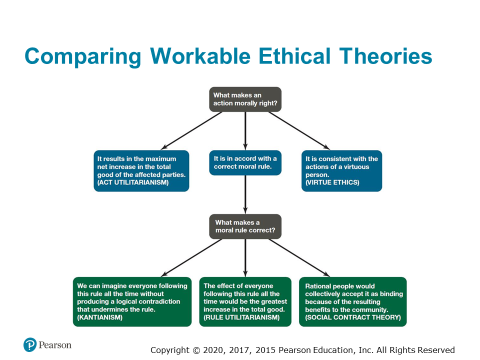 Comparing Workable Ethical Theories
What makes an
action morally right?
It results in the maximum
net increase in the total
good of the affected parties.
(ACT UTILITARIANISM)
It is in accord with a
correct moral rule.
It is consistent with the
actions of a virtuous
person.
(VIRTUE ETHICS)
What makes a
moral rule correct?
We can imagine everyone following
this rule all the time without
producing a logical contradiction
that undermines the rule.
(KANTIANISM)
The effect of everyone
following this rule all the
time would be the greatest
increase in the total good.
(RULE UTILITARIANISM)
Rational people would
collectively accept it as binding
because of the resulting
benefits to the community.
(SOCIAL CONTRACT THEORY)
Pearson
Copyright © 2020, 2017, 2015 Pearson Education, Inc. All Rights Reserved